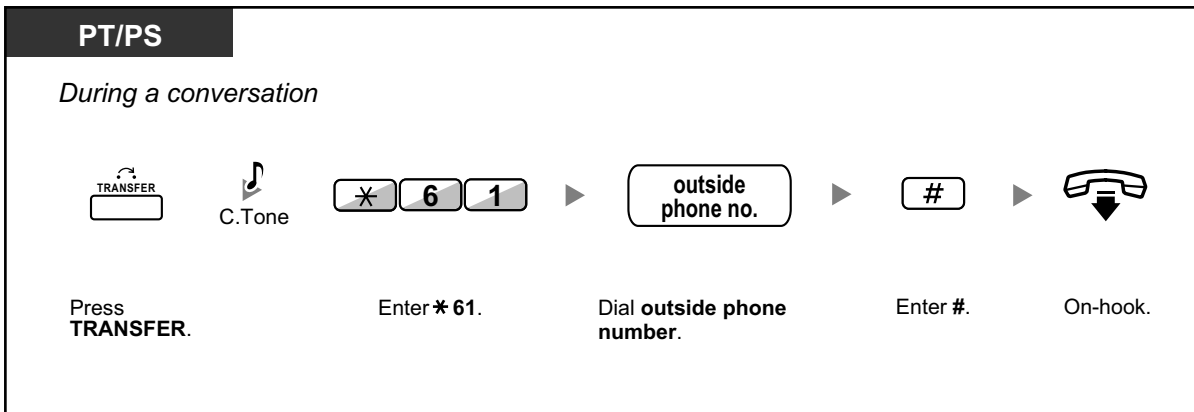 PT/PS
During a conversation
TRANSFER
C.Tone
* 6 1
outside
phone no.
#
Press
TRANSFER.
Enter * 61.
Dial outside phone
number.
Enter #.
On-hook.